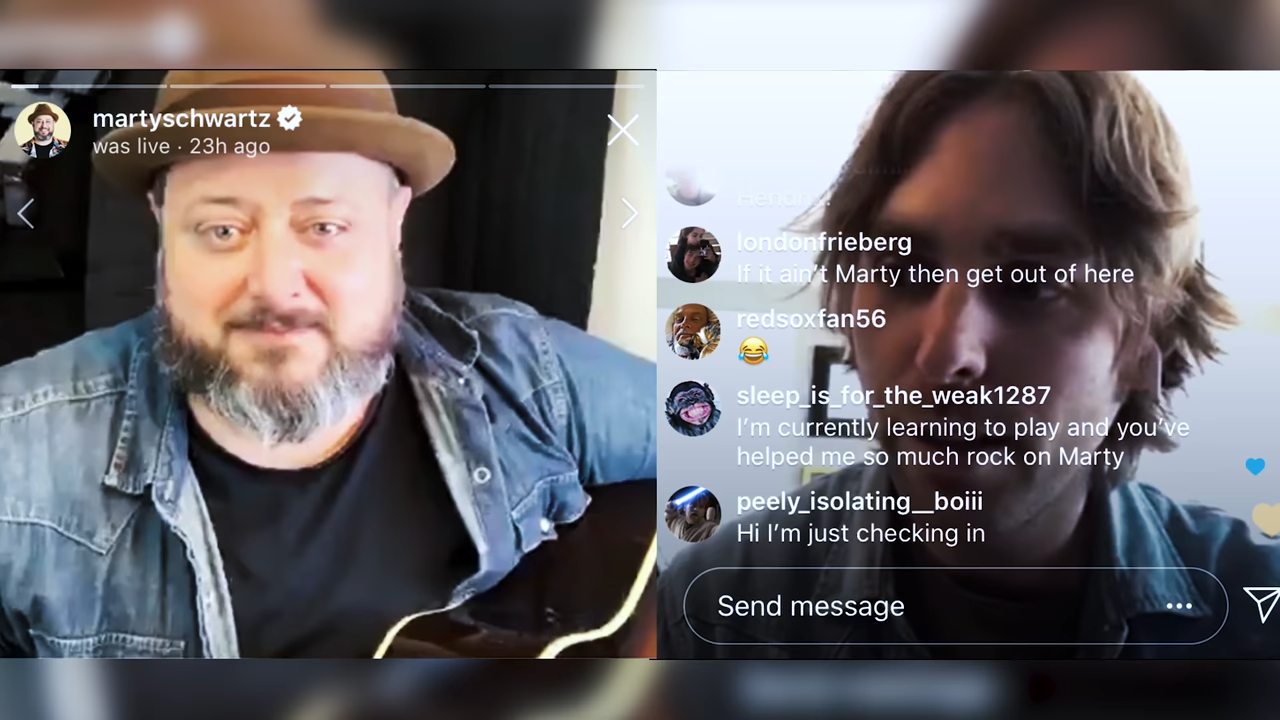 martyschwartz
was live · 23h ago
Hendrix!
londonfrieberg
If it ain't Marty then get out of here
redsoxfan56
😂
sleep_is_for_the_weak1287
I'm currently learning to play and you've
helped me so much rock on Marty
peely_isolating__boiii
Hi I'm just checking in
Send message